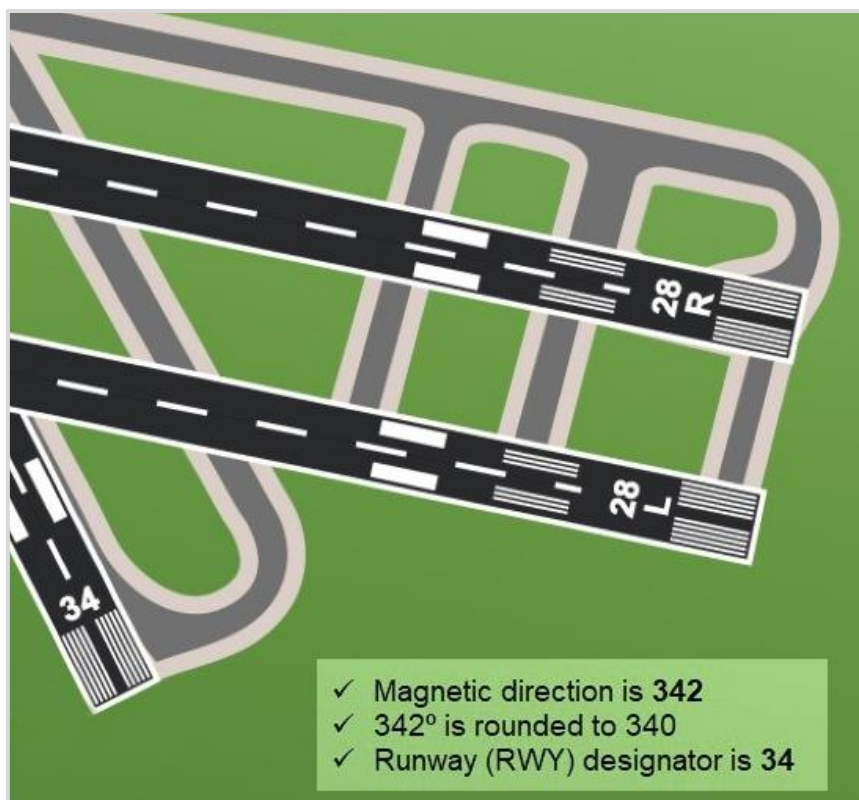 28
R
28
L
34
✓ Magnetic direction is 342
✓ 342º is rounded to 340
✓ Runway (RWY) designator is 34